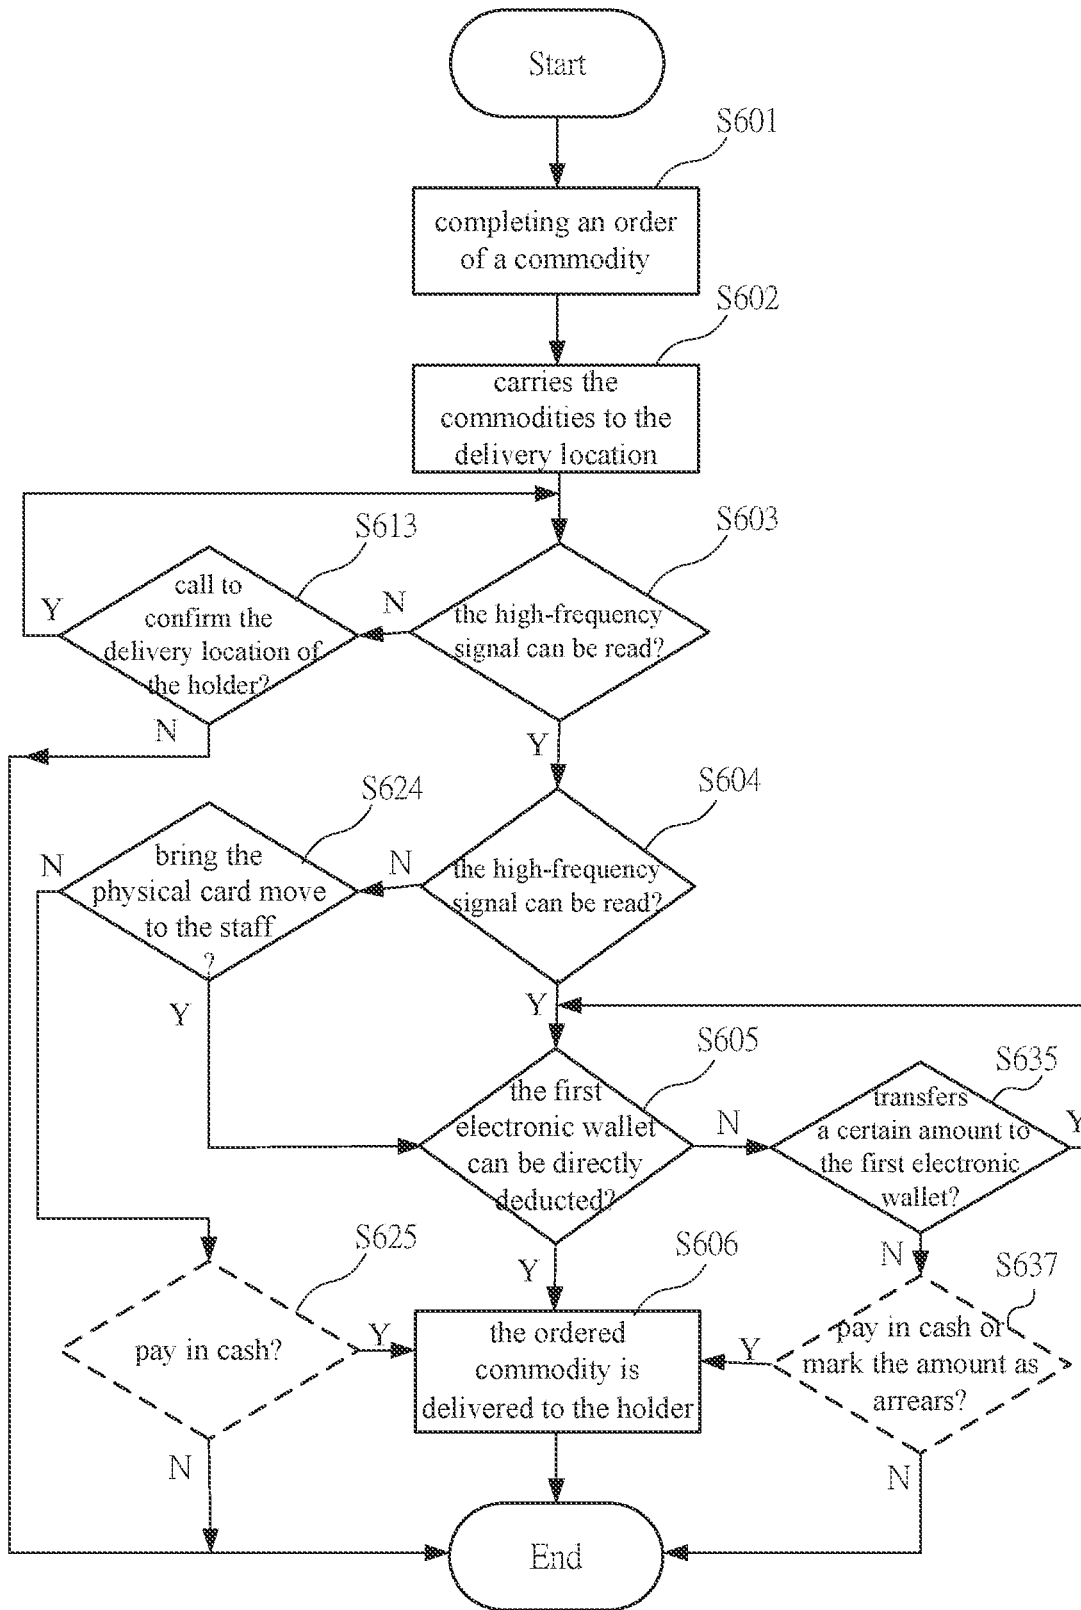 Start
S601
completing an order
of a commodity
S602
carries the
commodities to the
delivery location
S603
the high-frequency
signal can be read?
N
Y
S613
call to
confirm the
delivery location of
the holder?
Y
N
S604
the high-frequency
signal can be read?
N
Y
S624
bring the
physical card move
to the staff
?
N
Y
S605
the first
electronic wallet
can be directly
deducted?
N
Y
S635
transfers
a certain amount to
the first electronic
wallet?
Y
N
S625
pay in cash?
Y
N
S606
the ordered
commodity is
delivered to the holder
S637
pay in cash or
mark the amount as
arrears?
Y
N
End